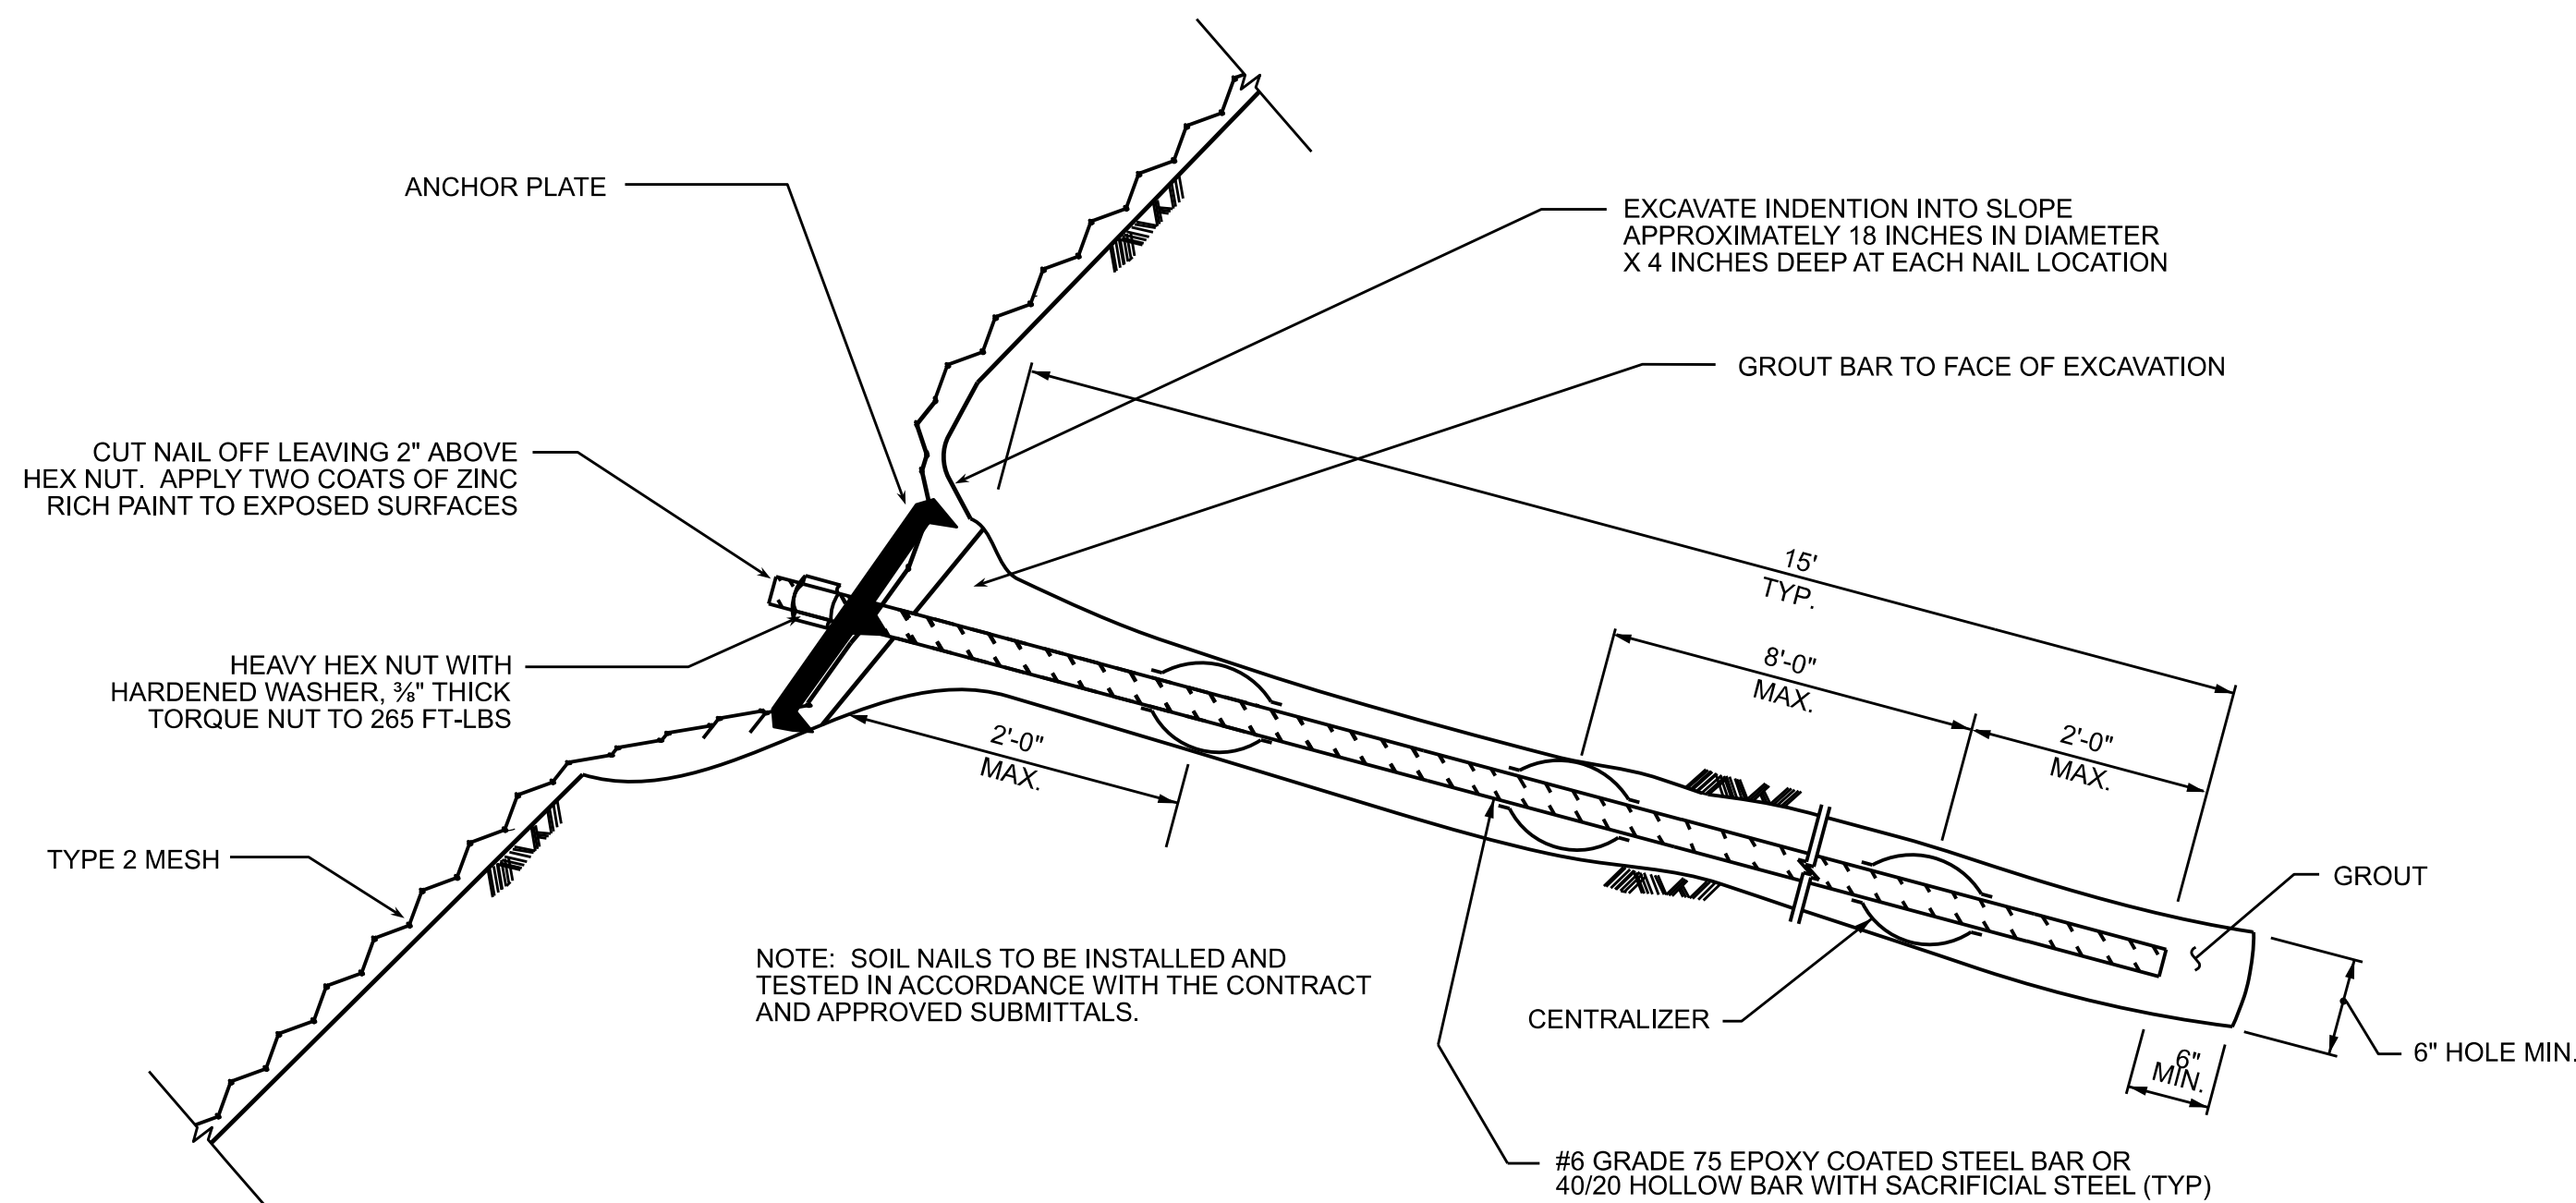 ANCHOR PLATE
EXCAVATE INDENTION INTO SLOPE
APPROXIMATELY 18 INCHES IN DIAMETER
X 4 INCHES DEEP AT EACH NAIL LOCATION
GROUT BAR TO FACE OF EXCAVATION
CUT NAIL OFF LEAVING 2" ABOVE
HEX NUT. APPLY TWO COATS OF ZINC
RICH PAINT TO EXPOSED SURFACES
15'
TYP.
HEAVY HEX NUT WITH
HARDENED WASHER, ⅜" THICK
TORQUE NUT TO 265 FT-LBS
8'-0"
MAX.
2'-0"
MAX.
2'-0"
MAX.
TYPE 2 MESH
GROUT
NOTE: SOIL NAILS TO BE INSTALLED AND
TESTED IN ACCORDANCE WITH THE CONTRACT
AND APPROVED SUBMITTALS.
CENTRALIZER
6" HOLE MIN.
6"
MIN.
#6 GRADE 75 EPOXY COATED STEEL BAR OR
40/20 HOLLOW BAR WITH SACRIFICIAL STEEL (TYP)